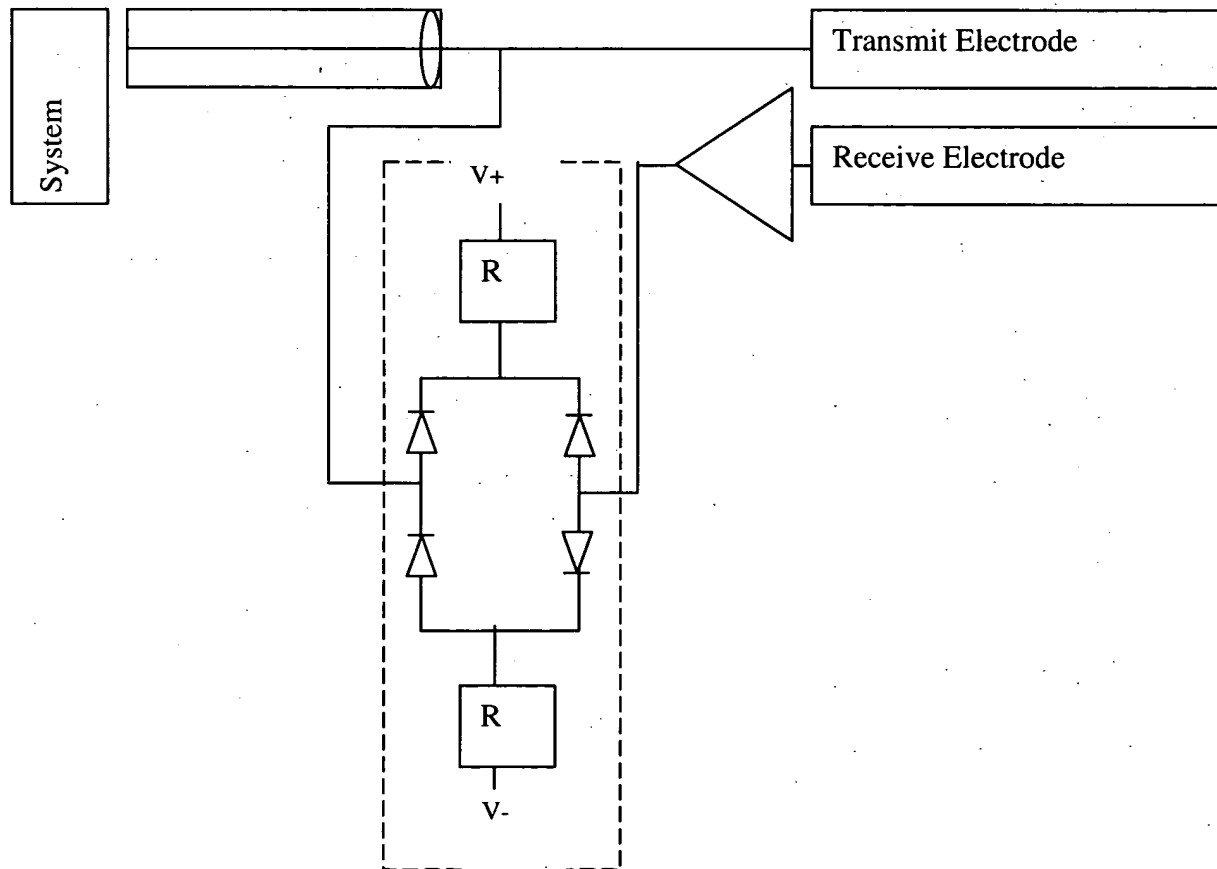 System
Transmit Electrode
Receive Electrode
V+
R
R
V-